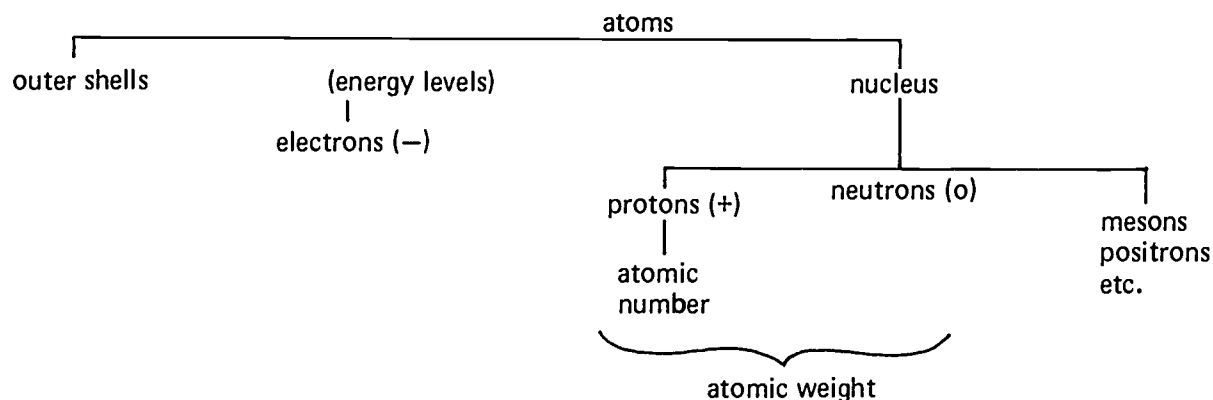 atoms
outer shells
(energy levels)
nucleus
electrons (—)
protons (+)
neutrons (o)
mesons
positrons
etc.
atomic
number
atomic weight